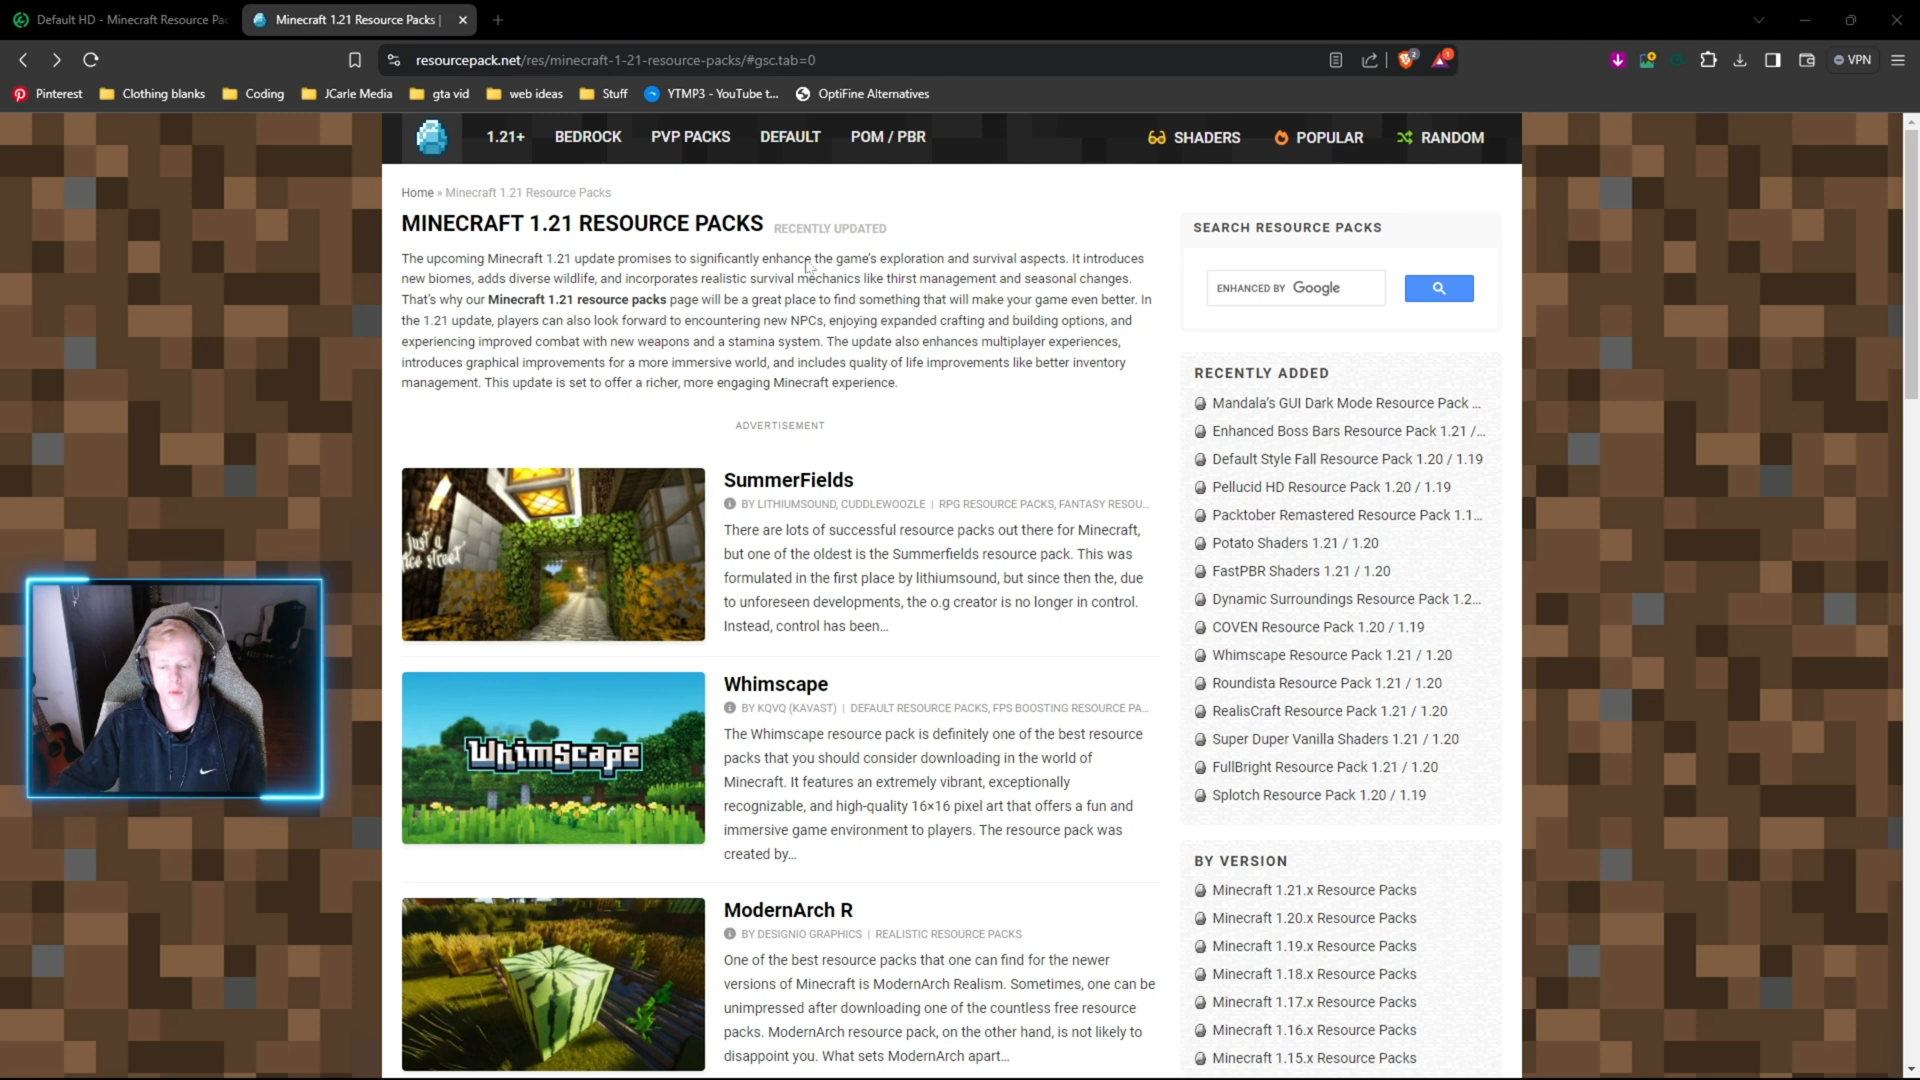 Default HD - Minecraft Resource Pac
Minecraft 1.21 Resource Packs |
resourcepack.net/res/minecraft-1-21-resource-packs/#gsc.tab=0
2
1
VPN
Pinterest
Clothing blanks
Coding
JCarle Media
gta vid
web ideas
Stuff
YTMP3 - YouTube t...
OptiFine Alternatives
1.21+
BEDROCK
PVP PACKS
DEFAULT
POM / PBR
SHADERS
POPULAR
RANDOM
Home » Minecraft 1.21 Resource Packs
MINECRAFT 1.21 RESOURCE PACKS RECENTLY UPDATED
The upcoming Minecraft 1.21 update promises to significantly enhance the game's exploration and survival aspects. It introduces
new biomes, adds diverse wildlife, and incorporates realistic survival mechanics like thirst management and seasonal changes.
That's why our Minecraft 1.21 resource packs page will be a great place to find something that will make your game even better. In
the 1.21 update, players can also look forward to encountering new NPCs, enjoying expanded crafting and building options, and
experiencing improved combat with new weapons and a stamina system. The update also enhances multiplayer experiences,
introduces graphical improvements for a more immersive world, and includes quality of life improvements like better inventory
management. This update is set to offer a richer, more engaging Minecraft experience.
ADVERTISEMENT
just a
ice street
SummerFields
BY LITHIUMSOUND, CUDDLEWOOZLE | RPG RESOURCE PACKS, FANTASY RESOU...
There are lots of successful resource packs out there for Minecraft,
but one of the oldest is the Summerfields resource pack. This was
formulated in the first place by lithiumsound, but since then the, due
to unforeseen developments, the o.g creator is no longer in control.
Instead, control has been...
WhimScape
Whimscape
BY KQVQ (KAVAST) | DEFAULT RESOURCE PACKS, FPS BOOSTING RESOURCE PA...
The Whimscape resource pack is definitely one of the best resource
packs that you should consider downloading in the world of
Minecraft. It features an extremely vibrant, exceptionally
recognizable, and high-quality 16×16 pixel art that offers a fun and
immersive game environment to players. The resource pack was
created by...
ModernArch R
BY DESIGNIO GRAPHICS | REALISTIC RESOURCE PACKS
One of the best resource packs that one can find for the newer
versions of Minecraft is ModernArch Realism. Sometimes, one can be
unimpressed after downloading one of the countless free resource
packs. ModernArch resource pack, on the other hand, is not likely to
disappoint you. What sets ModernArch apart...
SEARCH RESOURCE PACKS
ENHANCED BY Google
RECENTLY ADDED
Mandala's GUI Dark Mode Resource Pack ...
Enhanced Boss Bars Resource Pack 1.21 /...
Default Style Fall Resource Pack 1.20 / 1.19
Pellucid HD Resource Pack 1.20 / 1.19
Packtober Remastered Resource Pack 1.1...
Potato Shaders 1.21 / 1.20
FastPBR Shaders 1.21 / 1.20
Dynamic Surroundings Resource Pack 1.2...
COVEN Resource Pack 1.20 / 1.19
Whimscape Resource Pack 1.21 / 1.20
Roundista Resource Pack 1.21 / 1.20
RealisCraft Resource Pack 1.21 / 1.20
Super Duper Vanilla Shaders 1.21 / 1.20
FullBright Resource Pack 1.21 / 1.20
Splotch Resource Pack 1.20 / 1.19
BY VERSION
Minecraft 1.21.x Resource Packs
Minecraft 1.20.x Resource Packs
Minecraft 1.19.x Resource Packs
Minecraft 1.18.x Resource Packs
Minecraft 1.17.x Resource Packs
Minecraft 1.16.x Resource Packs
Minecraft 1.15.x Resource Packs